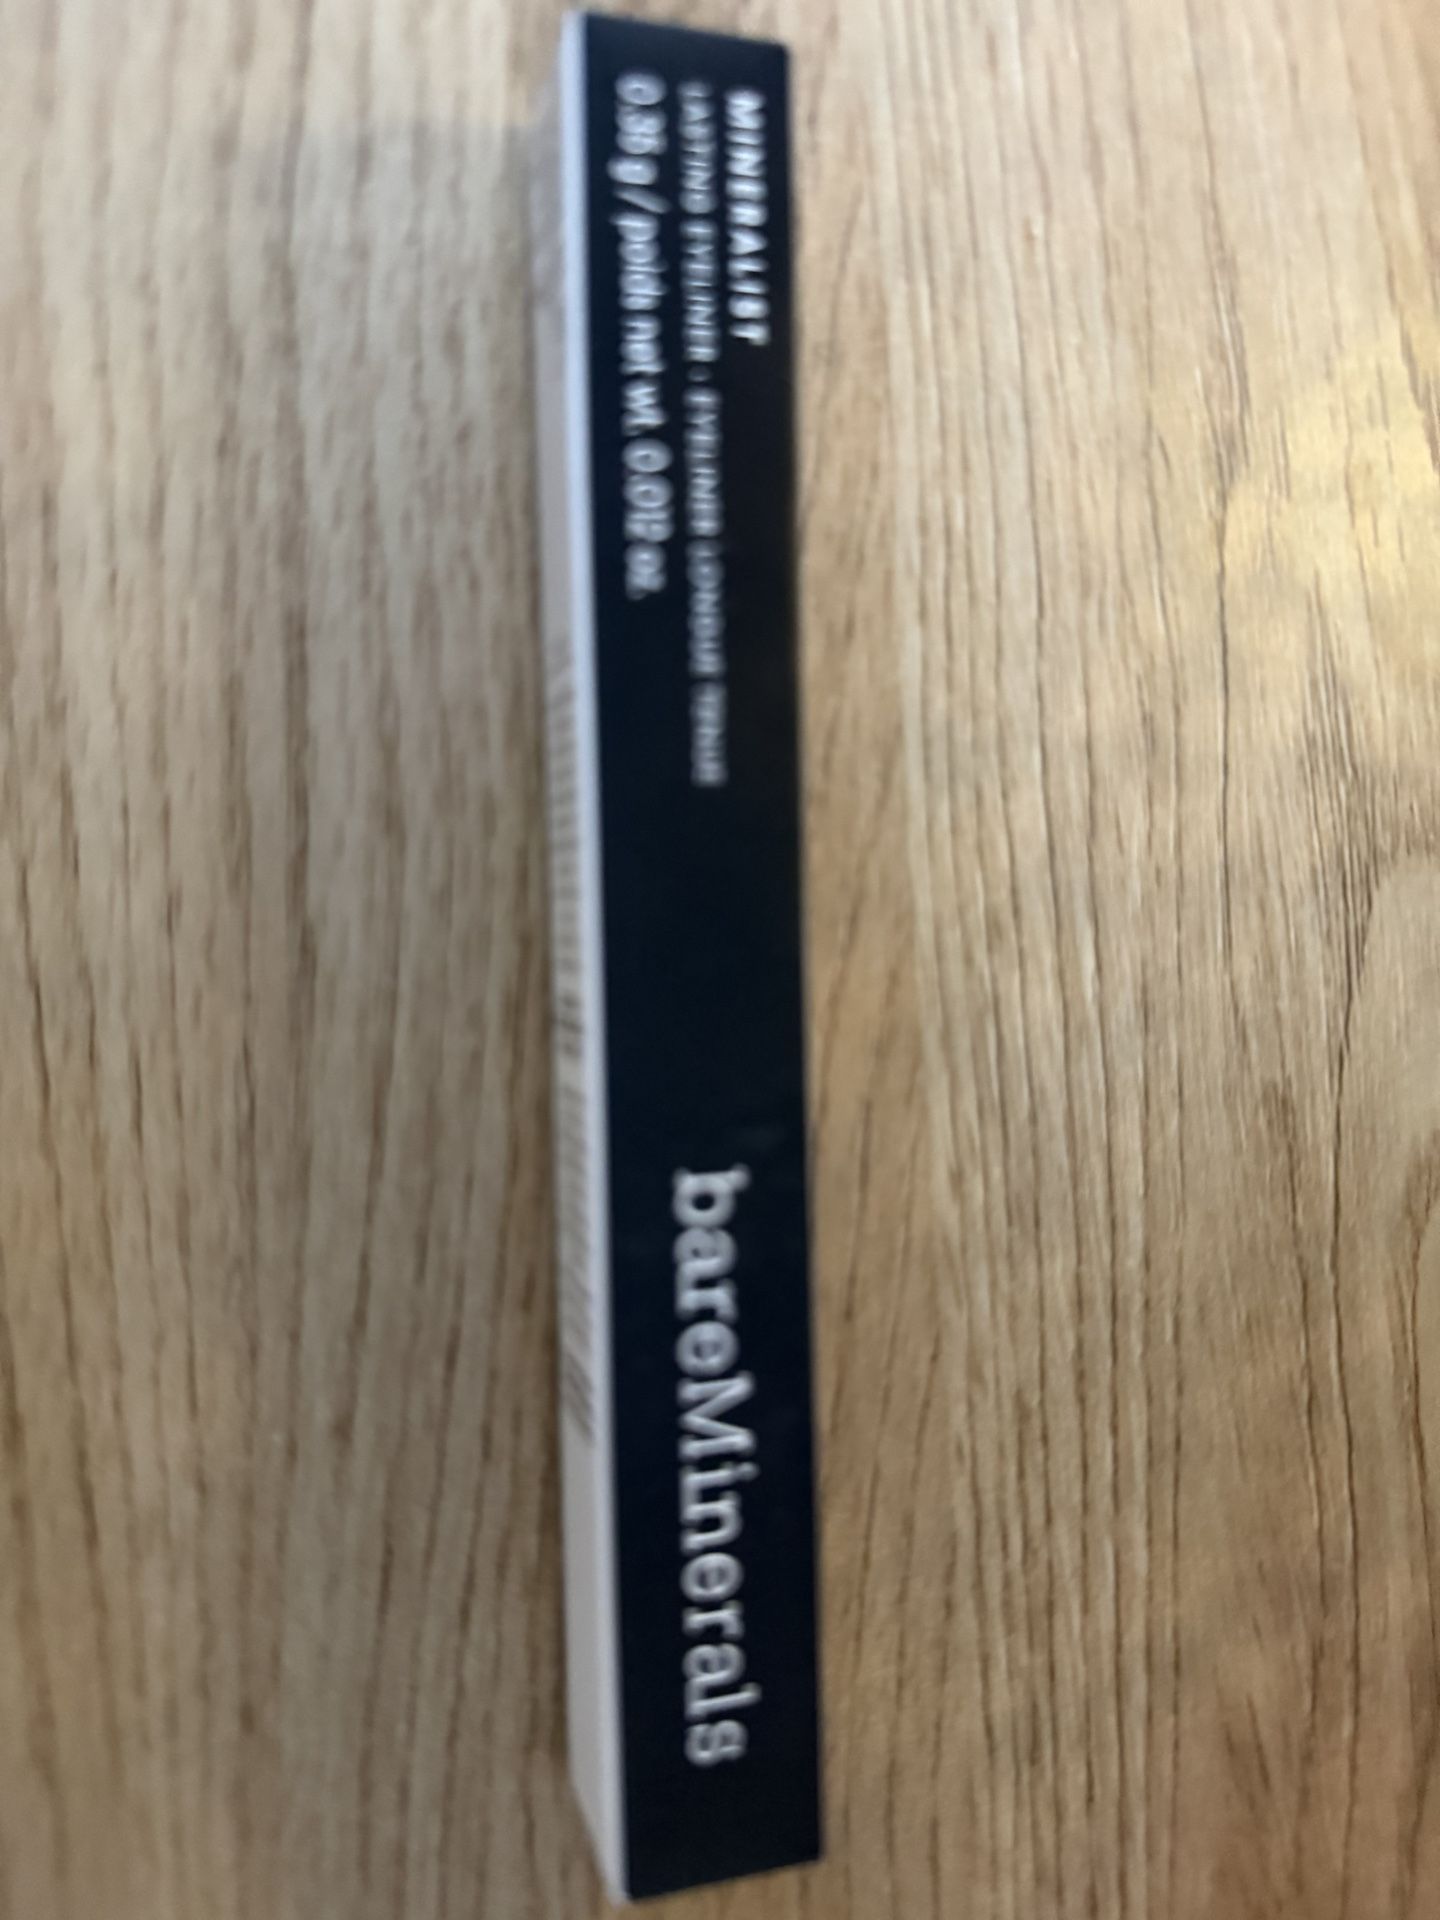 MINERALIST
LASTING EYELINER • EYELINER LONGUE TENUE
0.35 g / poids net wt. 0.012 oz.
bareMinerals